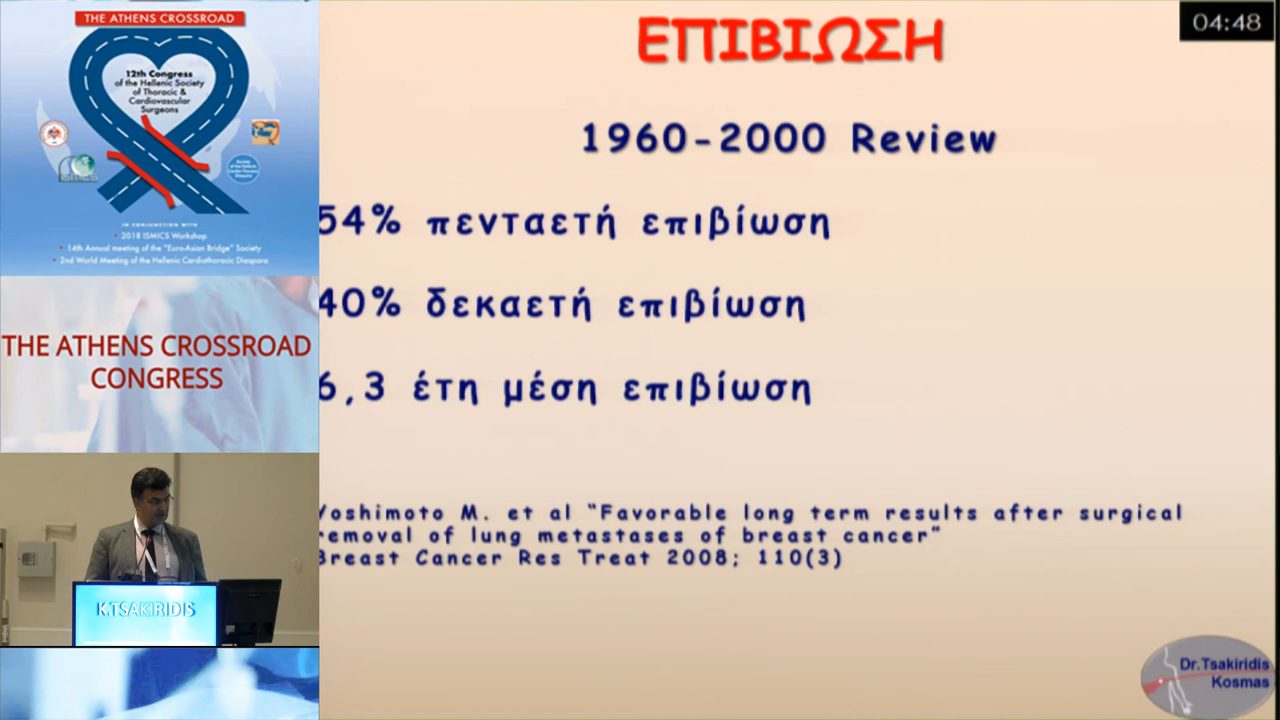 THE ATHENS CROSSROAD
12th Congress
of the Hellenic Society
of Thoracic &
Cardiovascular
Surgeons
IN CONJUNCTION WITH
• 2018 ISMICS Workshop
• 14th Annual meeting of the "Euro-Asian Bridge" Society
• 2nd World Meeting of the Hellenic Cardiothoracic Diaspora
THE ATHENS CROSSROAD
CONGRESS
K.TSAKIRIDIS
04:48
ΕΠΙΒΙΩΣΗ
1960-2000 Review
54% πενταετή επιβίωση
40% δεκαετή επιβίωση
6,3 έτη μέση επιβίωση
Yoshimoto M. et al “Favorable long term results after surgical
removal of lung metastases of breast cancer”
Breast Cancer Res Treat 2008; 110(3)
Dr.Tsakiridis
Kosmas